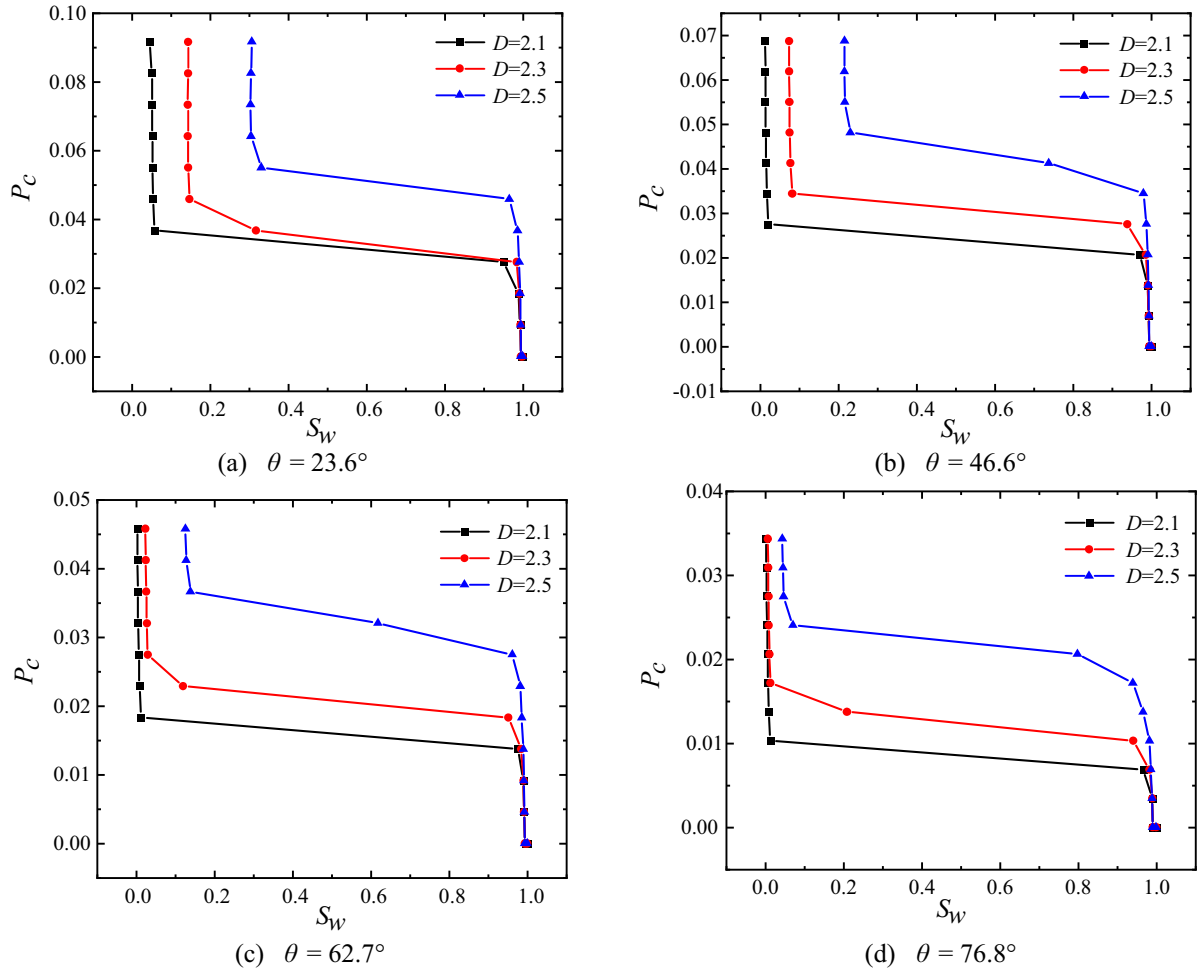 0.10
0.08
0.06
0.04
0.02
0.00
P_C
D=2.1
D=2.3
D=2.5
0.0 0.2 0.4 0.6 0.8 1.0
S_W
(a) θ = 23.6°
0.07
0.06
0.05
0.04
0.03
0.02
0.01
0.00
-0.01
P_C
D=2.1
D=2.3
D=2.5
0.0 0.2 0.4 0.6 0.8 1.0
S_W
(b) θ = 46.6°
0.05
0.04
0.03
0.02
0.01
0.00
P_C
D=2.1
D=2.3
D=2.5
0.0 0.2 0.4 0.6 0.8 1.0
S_W
(c) θ = 62.7°
0.04
0.03
0.02
0.01
0.00
P_C
D=2.1
D=2.3
D=2.5
0.0 0.2 0.4 0.6 0.8 1.0
S_W
(d) θ = 76.8°